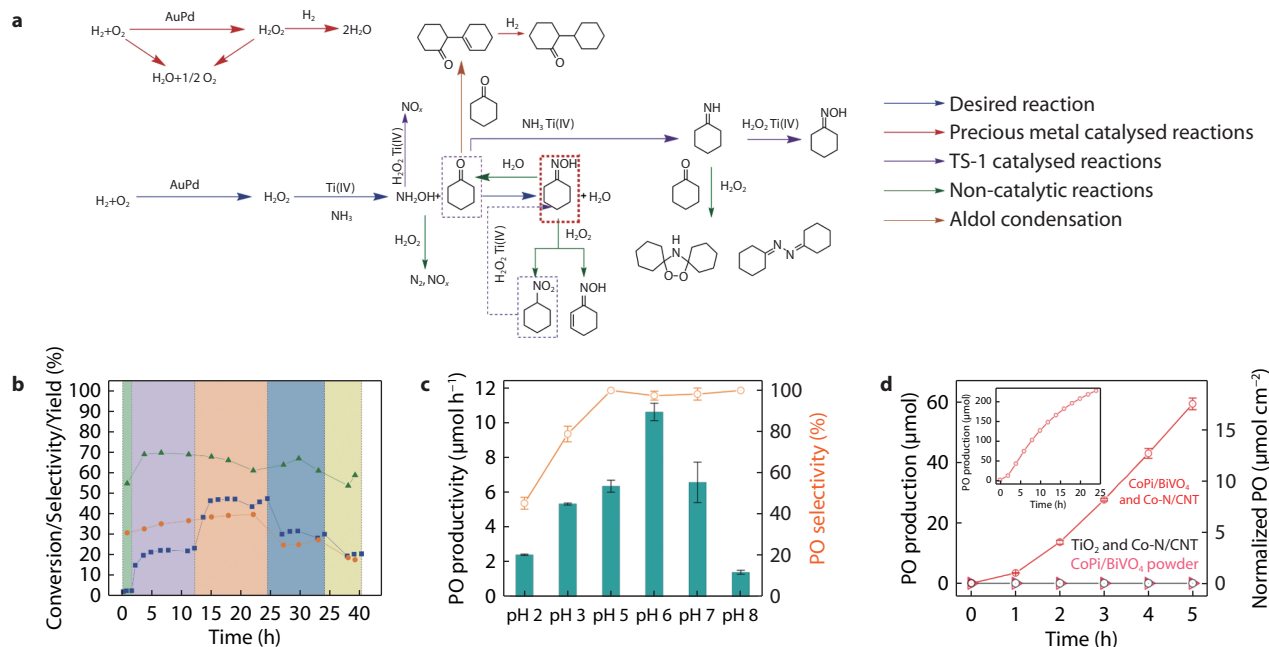 a
AuPd
H₂
H₂+O₂
H₂O₂
2H₂O
H₂O+1/2 O₂
H₂
O
O
O
NOₓ
H₂O₂ Ti(IV)
NH₃ Ti(IV)
NH
H₂O₂ Ti(IV)
NOH
O
H₂O
NOH
AuPd
Ti(IV)
H₂+O₂
H₂O₂
NH₂OH+
+ H₂O
NH₃
O
H₂O₂
H₂O₂
H₂O₂
H₂O₂ Ti(IV)
N₂, NOₓ
H
N
O-O
N
N
NO₂
NOH
Desired reaction
Precious metal catalysed reactions
TS-1 catalysed reactions
Non-catalytic reactions
Aldol condensation
b
Conversion/Selectivity/Yield (%)
100
90
80
70
60
50
40
30
20
10
0
0 5 10 15 20 25 30 35 40
Time (h)
c
PO productivity (μmol h⁻¹)
12
10
8
6
4
2
0
pH 2 pH 3 pH 5 pH 6 pH 7 pH 8
100
80
60
40
20
0
PO selectivity (%)
d
PO production (μmol)
60
40
20
0
PO production (μmol)
200
150
100
50
0
0 5 10 15 20 25
Time (h)
CoPi/BiVO₄
and Co-N/CNT
TiO₂ and Co-N/CNT
CoPi/BiVO₄ powder
0 1 2 3 4 5
Time (h)
15
10
5
0
Normalized PO (μmol cm⁻²)